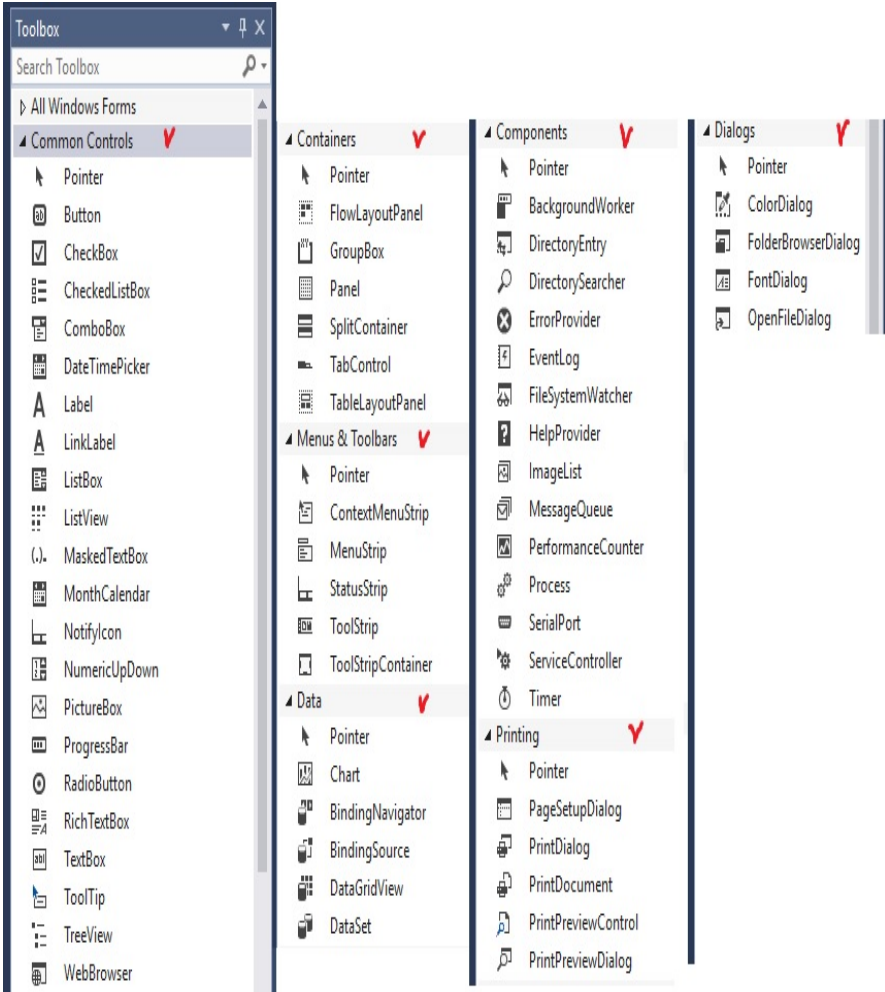 Toolbox
Search Toolbox
All Windows Forms
Common Controls
Pointer
Button
CheckBox
CheckedListBox
ComboBox
DateTimePicker
Label
LinkLabel
ListBox
ListView
MaskedTextBox
MonthCalendar
NotifyIcon
NumericUpDown
PictureBox
ProgressBar
RadioButton
RichTextBox
TextBox
ToolTip
TreeView
WebBrowser
Containers
Pointer
FlowLayoutPanel
GroupBox
Panel
SplitContainer
TabControl
TableLayoutPanel
Menus & Toolbars
Pointer
ContextMenuStrip
MenuStrip
StatusStrip
ToolStrip
ToolStripContainer
Data
Pointer
Chart
BindingNavigator
BindingSource
DataGridView
DataSet
Components
Pointer
BackgroundWorker
DirectoryEntry
DirectorySearcher
ErrorProvider
EventLog
FileSystemWatcher
HelpProvider
ImageList
MessageQueue
PerformanceCounter
Process
SerialPort
ServiceController
Timer
Printing
Pointer
PageSetupDialog
PrintDialog
PrintDocument
PrintPreviewControl
PrintPreviewDialog
Dialogs
Pointer
ColorDialog
FolderBrowserDialog
FontDialog
OpenFileDialog